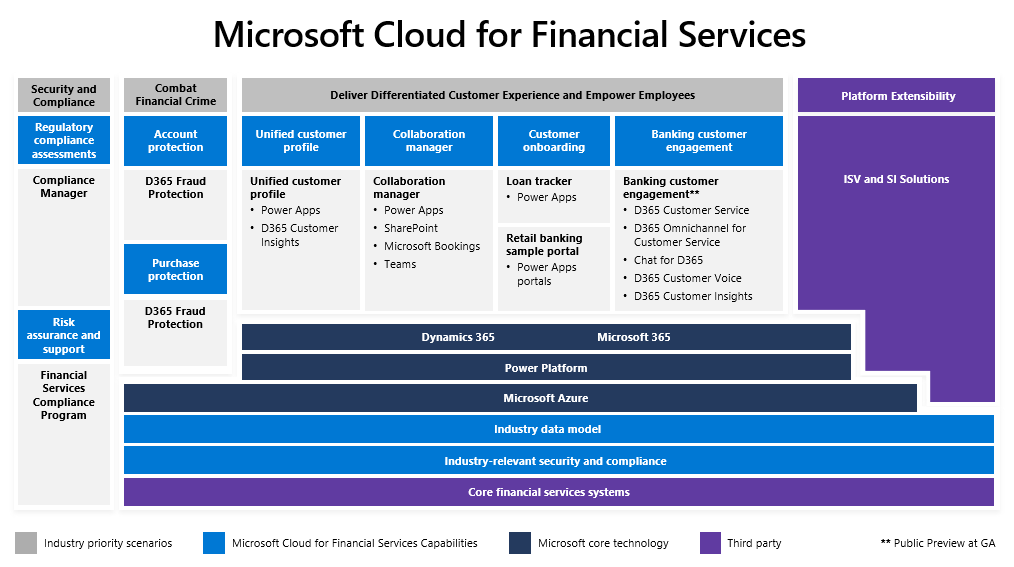 Microsoft Cloud for Financial Services
Security and
Compliance
Combat
Financial Crime
Deliver Differentiated Customer Experience and Empower Employees
Platform Extensibility
Regulatory
compliance
assessments
Compliance
Manager
Risk
assurance and
support
Financial
Services
Compliance
Program
Account
protection
D365 Fraud
Protection
Purchase
protection
D365 Fraud
Protection
Unified customer
profile
Unified customer
profile
• Power Apps
• D365 Customer
Insights
Collaboration
manager
Collaboration
manager
• Power Apps
• SharePoint
• Microsoft Bookings
• Teams
Customer
onboarding
Loan tracker
• Power Apps
Retail banking
sample portal
• Power Apps
portals
Banking customer
engagement
Banking customer
engagement**
• D365 Customer Service
• D365 Omnichannel for
Customer Service
• Chat for D365
• D365 Customer Voice
• D365 Customer Insights
ISV and SI Solutions
Dynamics 365 Microsoft 365
Power Platform
Microsoft Azure
Industry data model
Industry-relevant security and compliance
Core financial services systems
Industry priority scenarios
Microsoft Cloud for Financial Services Capabilities
Microsoft core technology
Third party
** Public Preview at GA